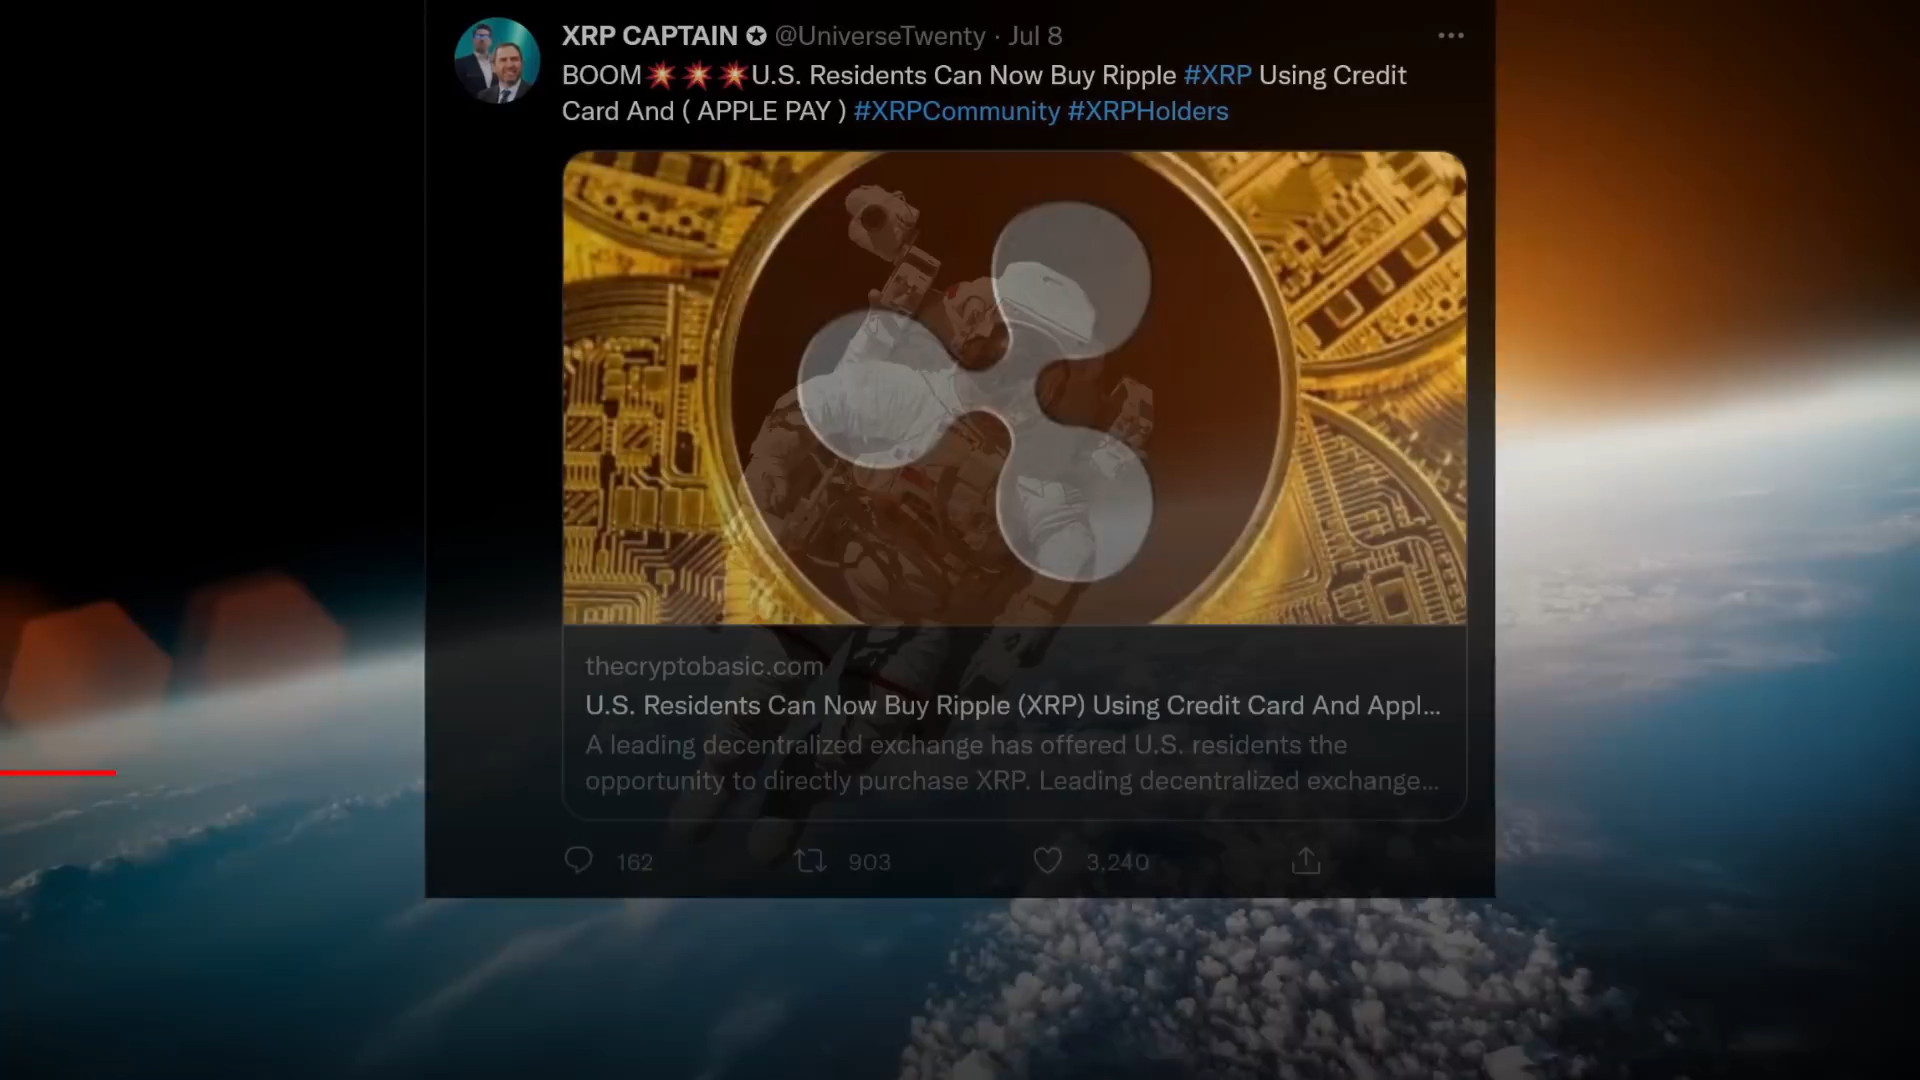 XRP CAPTAIN @UniverseTwenty · Jul 8
BOOM💥💥💥U.S. Residents Can Now Buy Ripple #XRP Using Credit
Card And ( APPLE PAY ) #XRPCommunity #XRPHolders
thecryptobasic.com
U.S. Residents Can Now Buy Ripple (XRP) Using Credit Card And Appl...
A leading decentralized exchange has offered U.S. residents the
opportunity to directly purchase XRP. Leading decentralized exchange...
162 903 3,240